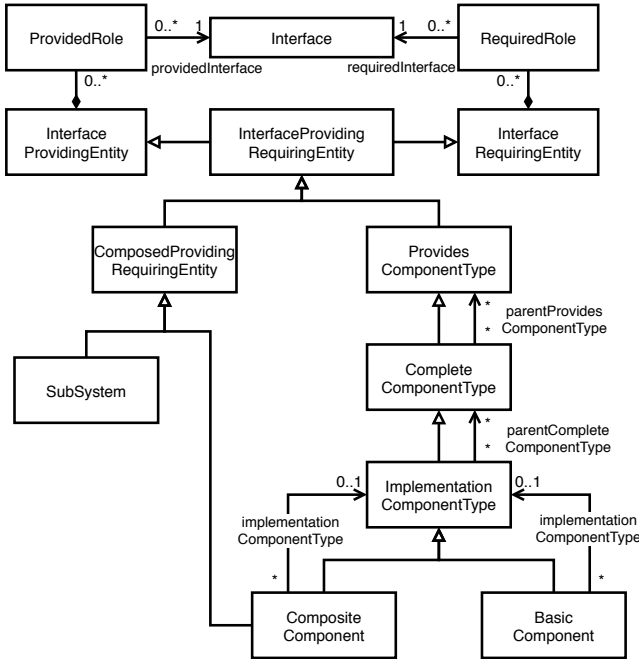 ProvidedRole
0..*
1
Interface
1
0..*
RequiredRole
providedInterface
requiredInterface
0..*
0..*
Interface
ProvidingEntity
InterfaceProviding
RequiringEntity
Interface
RequiringEntity
ComposedProviding
RequiringEntity
Provides
ComponentType
*
parentProvides
ComponentType
*
SubSystem
Complete
ComponentType
*
parentComplete
ComponentType
*
0..1
Implementation
ComponentType
0..1
implementation
ComponentType
implementation
ComponentType
*
*
Composite
Component
Basic
Component